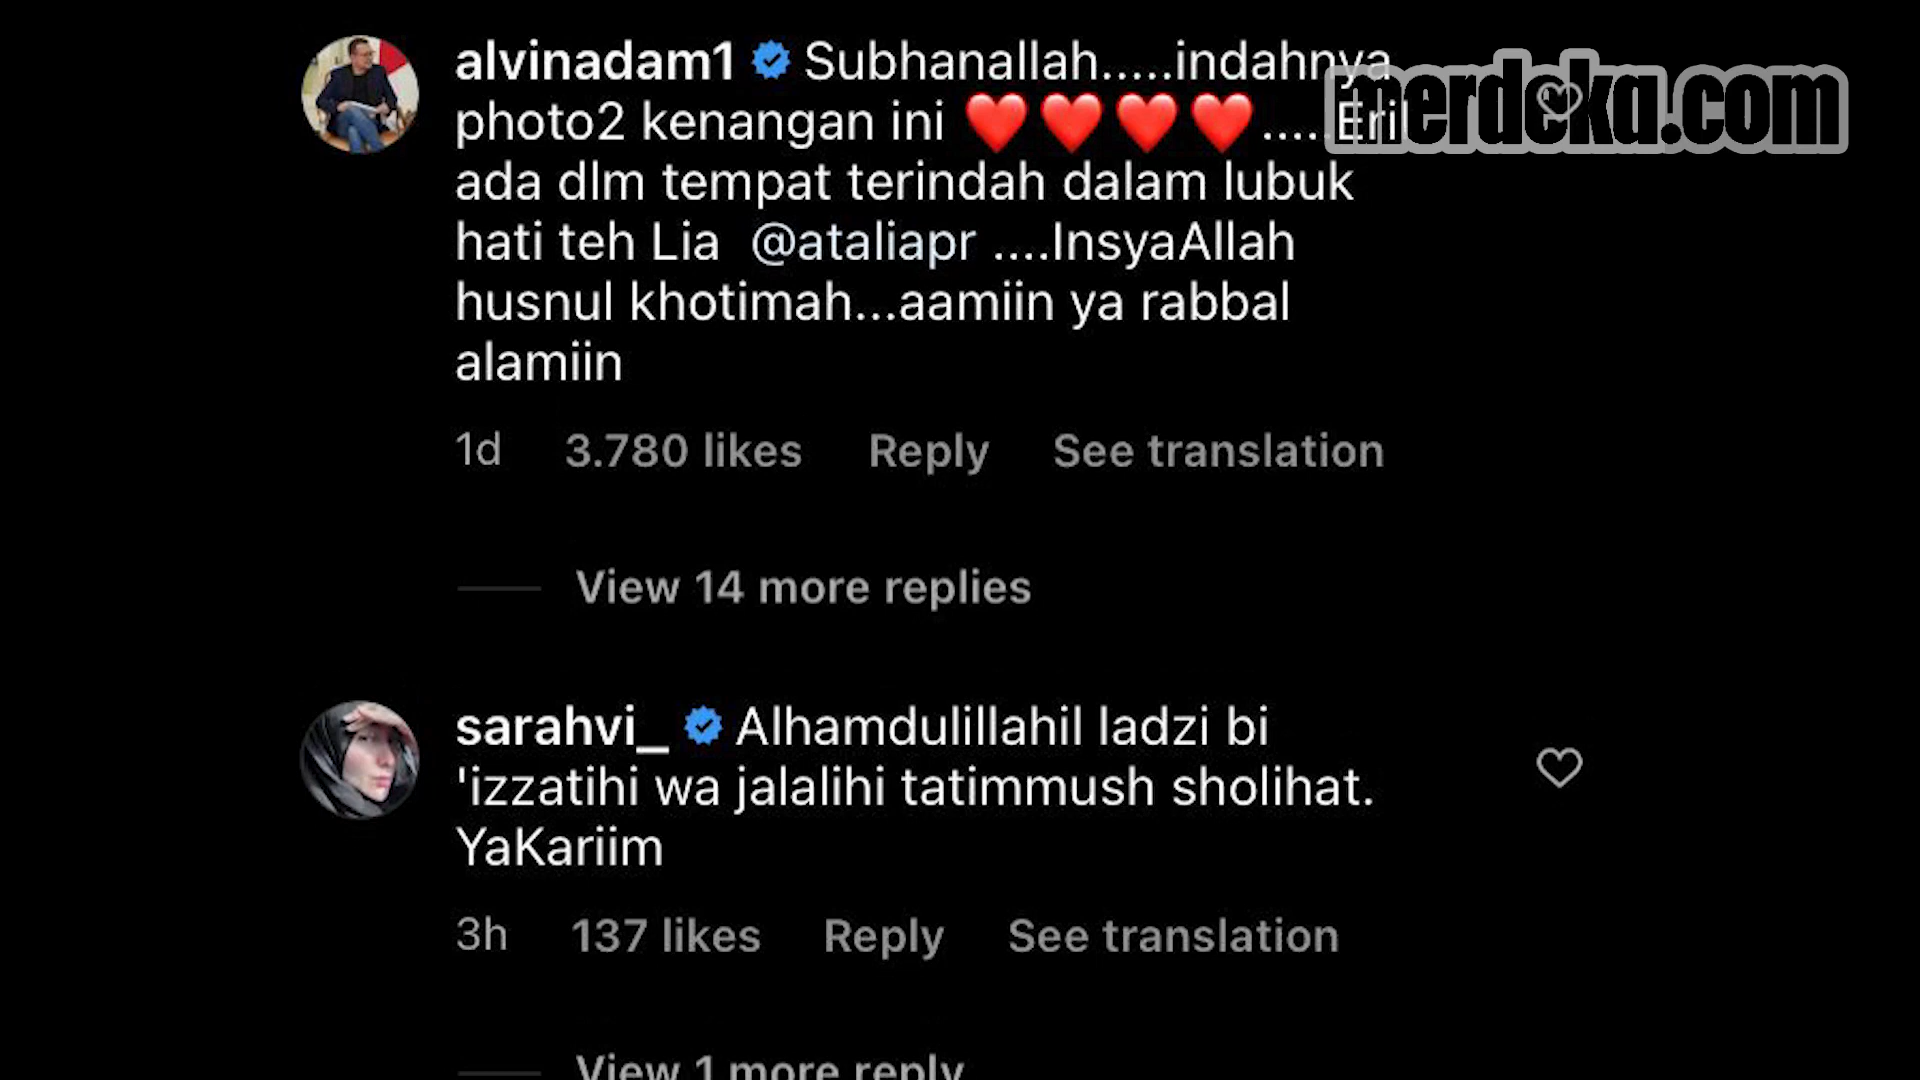 alvinadam1 Subhanallah.....indahnya
photo2 kenangan ini ❤️❤️❤️❤️.....Eril
merdeka.com
ada dlm tempat terindah dalam lubuk
hati teh Lia @ataliapr ....InsyaAllah
husnul khotimah...aamiin ya rabbal
alamiin
1d 3.780 likes Reply See translation
View 14 more replies
sarahvi_ Alhamdulillahil ladzi bi
'izzatihi wa jalalihi tatimmush sholihat.
YaKariim
3h 137 likes Reply See translation
View 1 more reply